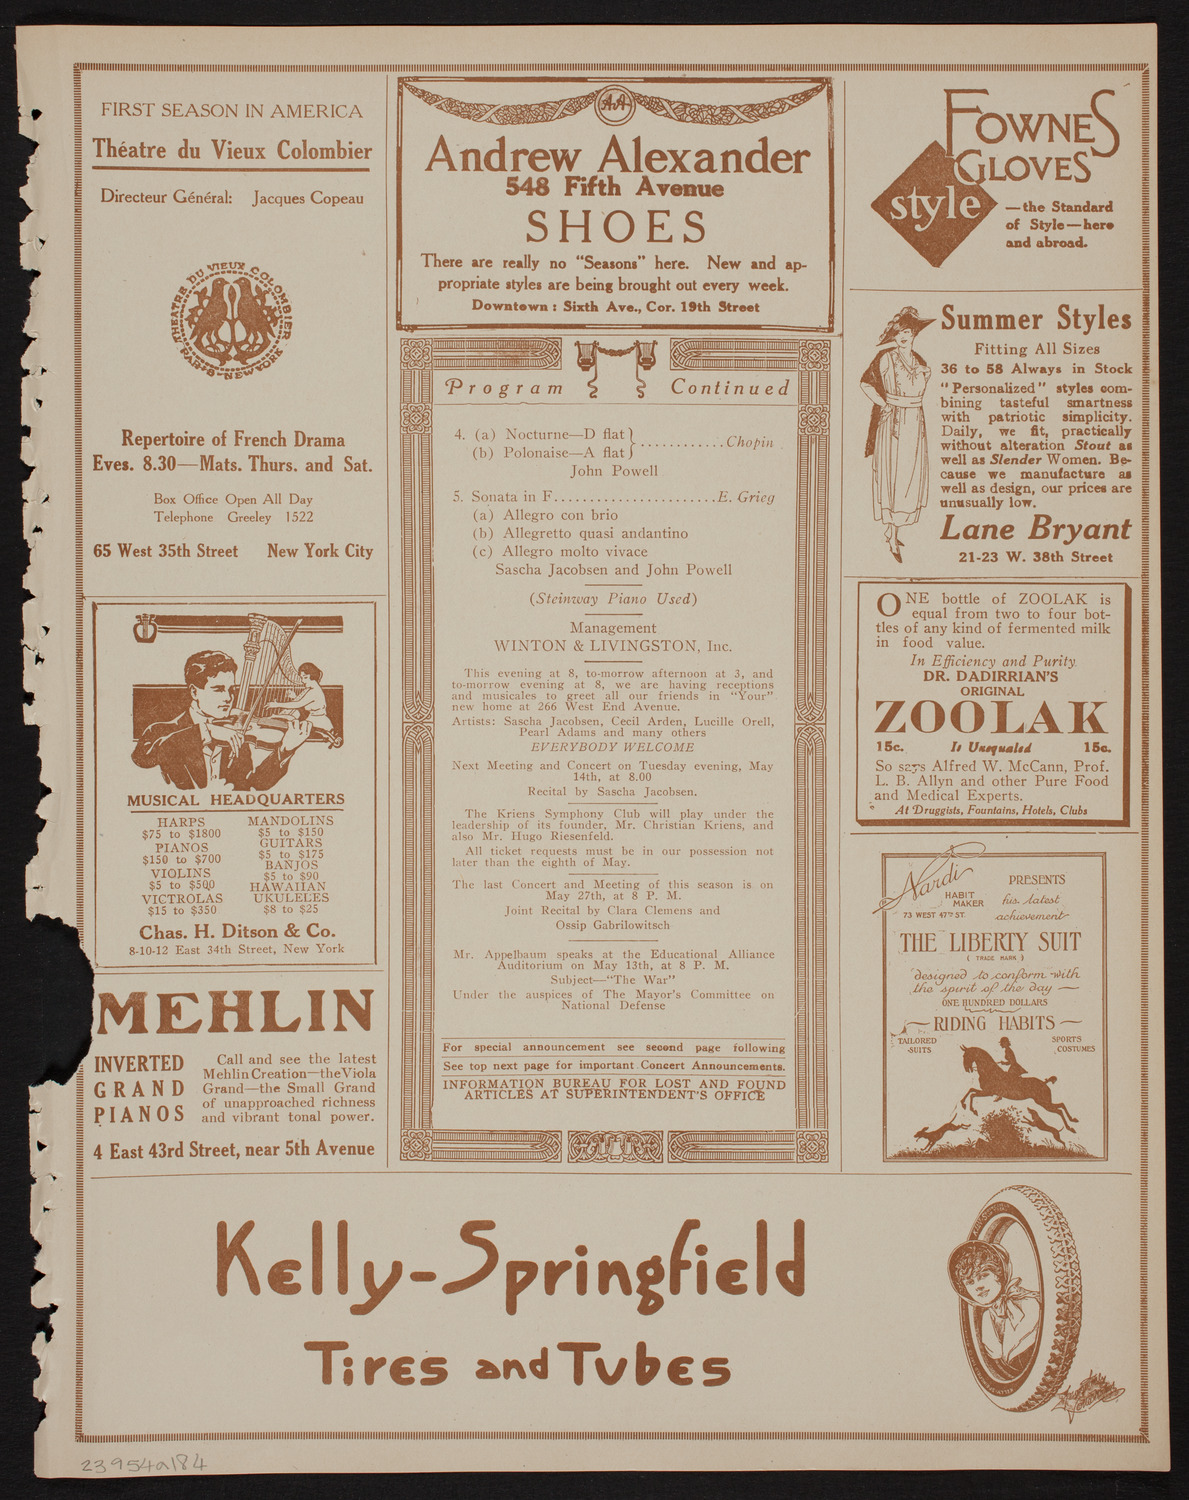 FIRST SEASON IN AMERICA
Théatre du Vieux Colombier
Directeur Général: Jacques Copeau
THEATRE DU VIEUX COLOMBIER
PARIS-NEW YORK
Repertoire of French Drama
Eves. 8.30—Mats. Thurs. and Sat.
Box Office Open All Day
Telephone Greeley 1522
65 West 35th Street New York City
MUSICAL HEADQUARTERS
HARPS
$75 to $1800
PIANOS
$150 to $700
VIOLINS
$5 to $500
VICTROLAS
$15 to $350
MANDOLINS
$5 to $150
GUITARS
$5 to $175
BANJOS
$5 to $90
HAWAIIAN
UKULELES
$8 to $25
Chas. H. Ditson & Co.
8-10-12 East 34th Street, New York
MEHLIN
INVERTED
GRAND
PIANOS
Call and see the latest
Mehlin Creation—the Viola
Grand—the Small Grand
of unapproached richness
and vibrant tonal power.
4 East 43rd Street, near 5th Avenue
AA
Andrew Alexander
548 Fifth Avenue
SHOES
There are really no "Seasons" here. New and ap-
propriate styles are being brought out every week.
Downtown: Sixth Ave., Cor. 19th Street
Program Continued
4. (a) Nocturne—D flat
(b) Polonaise—A flat
............Chopin
John Powell
5. Sonata in F.......................E. Grieg
(a) Allegro con brio
(b) Allegretto quasi andantino
(c) Allegro molto vivace
Sascha Jacobsen and John Powell
(Steinway Piano Used)
Management
WINTON & LIVINGSTON, Inc.
This evening at 8, to-morrow afternoon at 3, and
to-morrow evening at 8, we are having receptions
and musicales to greet all our friends in "Your"
new home at 266 West End Avenue.
Artists: Sascha Jacobsen, Cecil Arden, Lucille Orell,
Pearl Adams and many others
EVERYBODY WELCOME
Next Meeting and Concert on Tuesday evening, May
14th, at 8.00
Recital by Sascha Jacobsen.
The Kriens Symphony Club will play under the
leadership of its founder, Mr. Christian Kriens, and
also Mr. Hugo Riesenfeld.
All ticket requests must be in our possession not
later than the eighth of May.
The last Concert and Meeting of this season is on
May 27th, at 8 P. M.
Joint Recital by Clara Clemens and
Ossip Gabrilowitsch
Mr. Appelbaum speaks at the Educational Alliance
Auditorium on May 13th, at 8 P. M.
Subject—"The War"
Under the auspices of The Mayor's Committee on
National Defense
For special announcement see second page following
See top next page for important Concert Announcements.
INFORMATION BUREAU FOR LOST AND FOUND
ARTICLES AT SUPERINTENDENT'S OFFICE
FOWNES
GLOVES
style
—the Standard
of Style—here
and abroad.
Summer Styles
Fitting All Sizes
36 to 58 Always in Stock
"Personalized" styles com-
bining tasteful smartness
with patriotic simplicity.
Daily, we fit, practically
without alteration Stout as
well as Slender Women. Be-
cause we manufacture as
well as design, our prices are
unusually low.
Lane Bryant
21-23 W. 38th Street
ONE bottle of ZOOLAK is
equal from two to four bot-
tles of any kind of fermented milk
in food value.
In Efficiency and Purity
DR. DADIRRIAN'S
ORIGINAL
ZOOLAK
15c. Is Unequaled 15c.
So says Alfred W. McCann, Prof.
L. B. Allyn and other Pure Food
and Medical Experts.
At Druggists, Fountains, Hotels, Clubs
Nardi
HABIT
MAKER
73 WEST 47TH ST.
PRESENTS
his latest
achievement
THE LIBERTY SUIT
( TRADE MARK )
designed to conform with
the spirit of the day —
ONE HUNDRED DOLLARS
— RIDING HABITS —
TAILORED
SUITS
SPORTS
COSTUMES
Kelly-Springfield
Tires and Tubes
23954a184